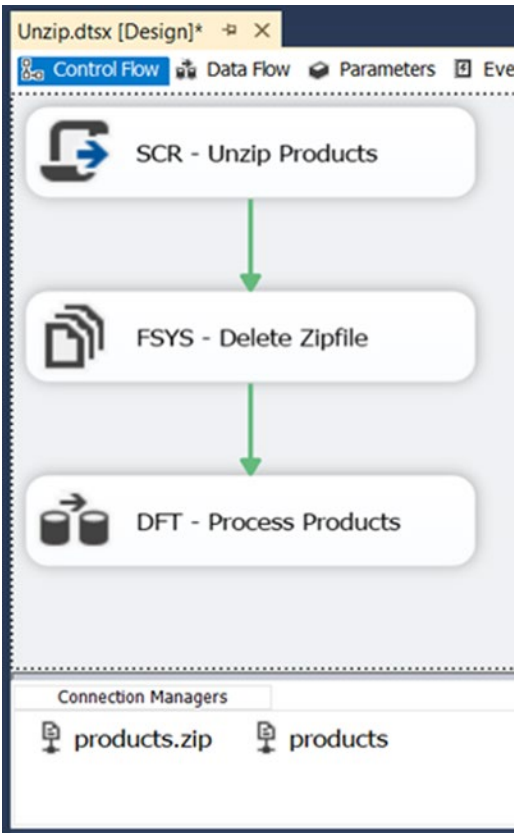 Unzip.dtsx [Design]*
Control Flow Data Flow Parameters Eve
SCR - Unzip Products
FSYS - Delete Zipfile
DFT - Process Products
Connection Managers
products.zip products